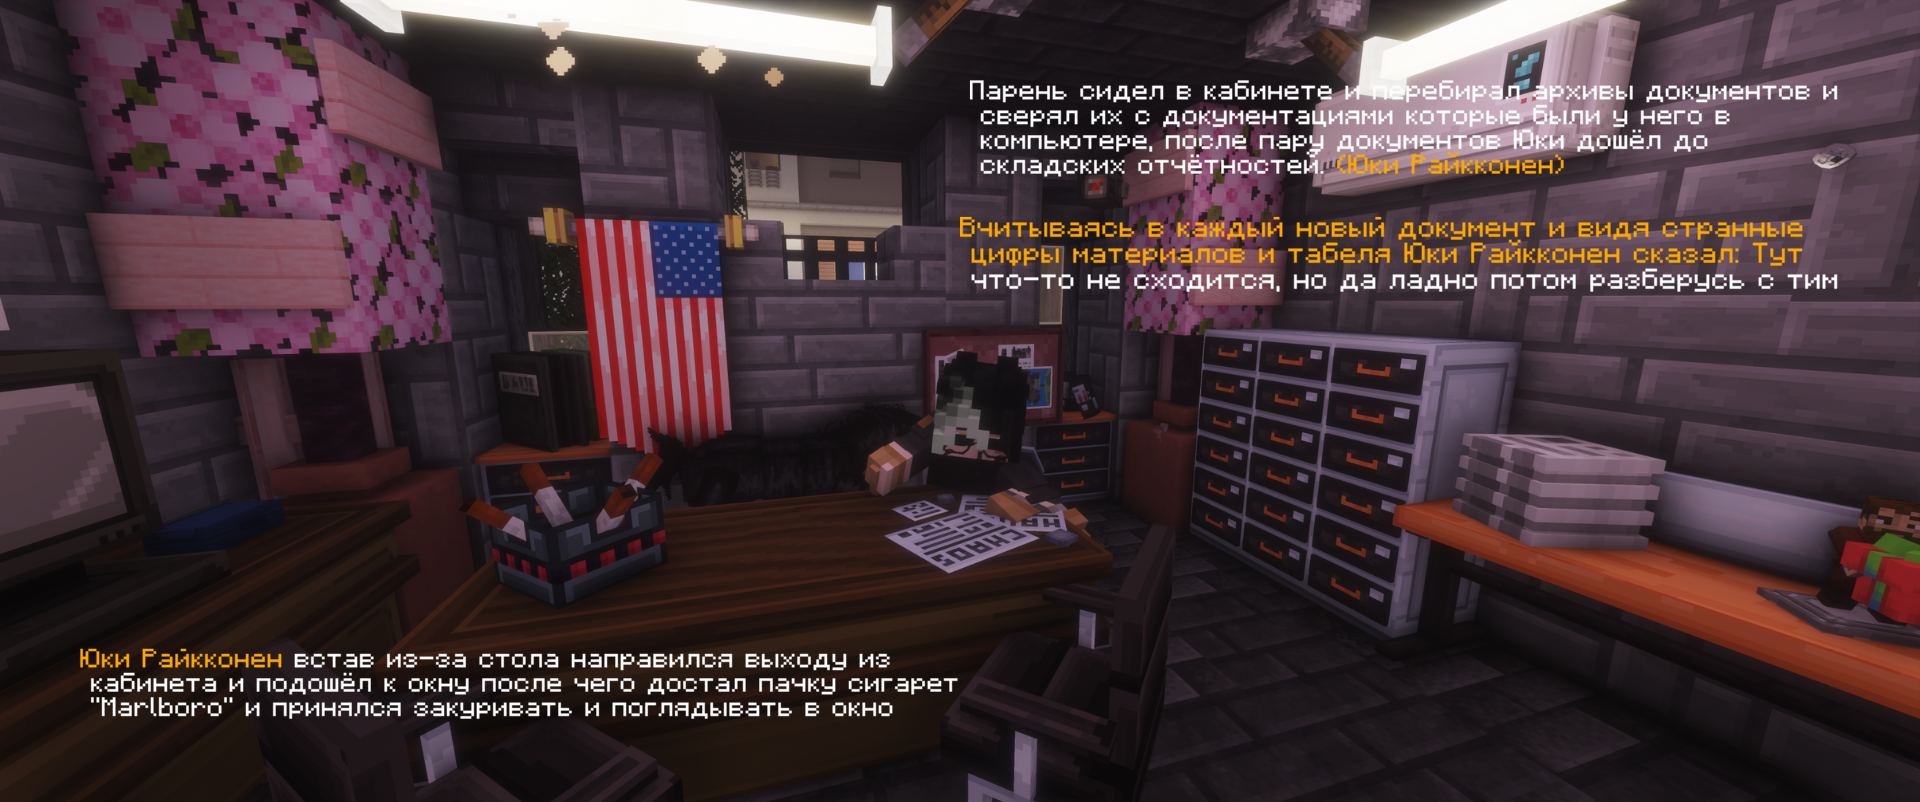 Парень сидел в кабинете и перебирал архивы документов и
сверял их с документациями которые были у него в
компьютере, после пару документов Юки дошёл до
складских отчётностей. (Юки Райкконен)
Вчитываясь в каждый новый документ и видя странные
цифры материалов и табеля Юки Райкконен сказал: Тут
что-то не сходится, но да ладно потом разберусь с тим
CHAOS
Юки Райкконен встав из-за стола направился выходу из
кабинета и подошёл к окну после чего достал пачку сигарет
"Marlboro" и принялся закуривать и поглядывать в окно